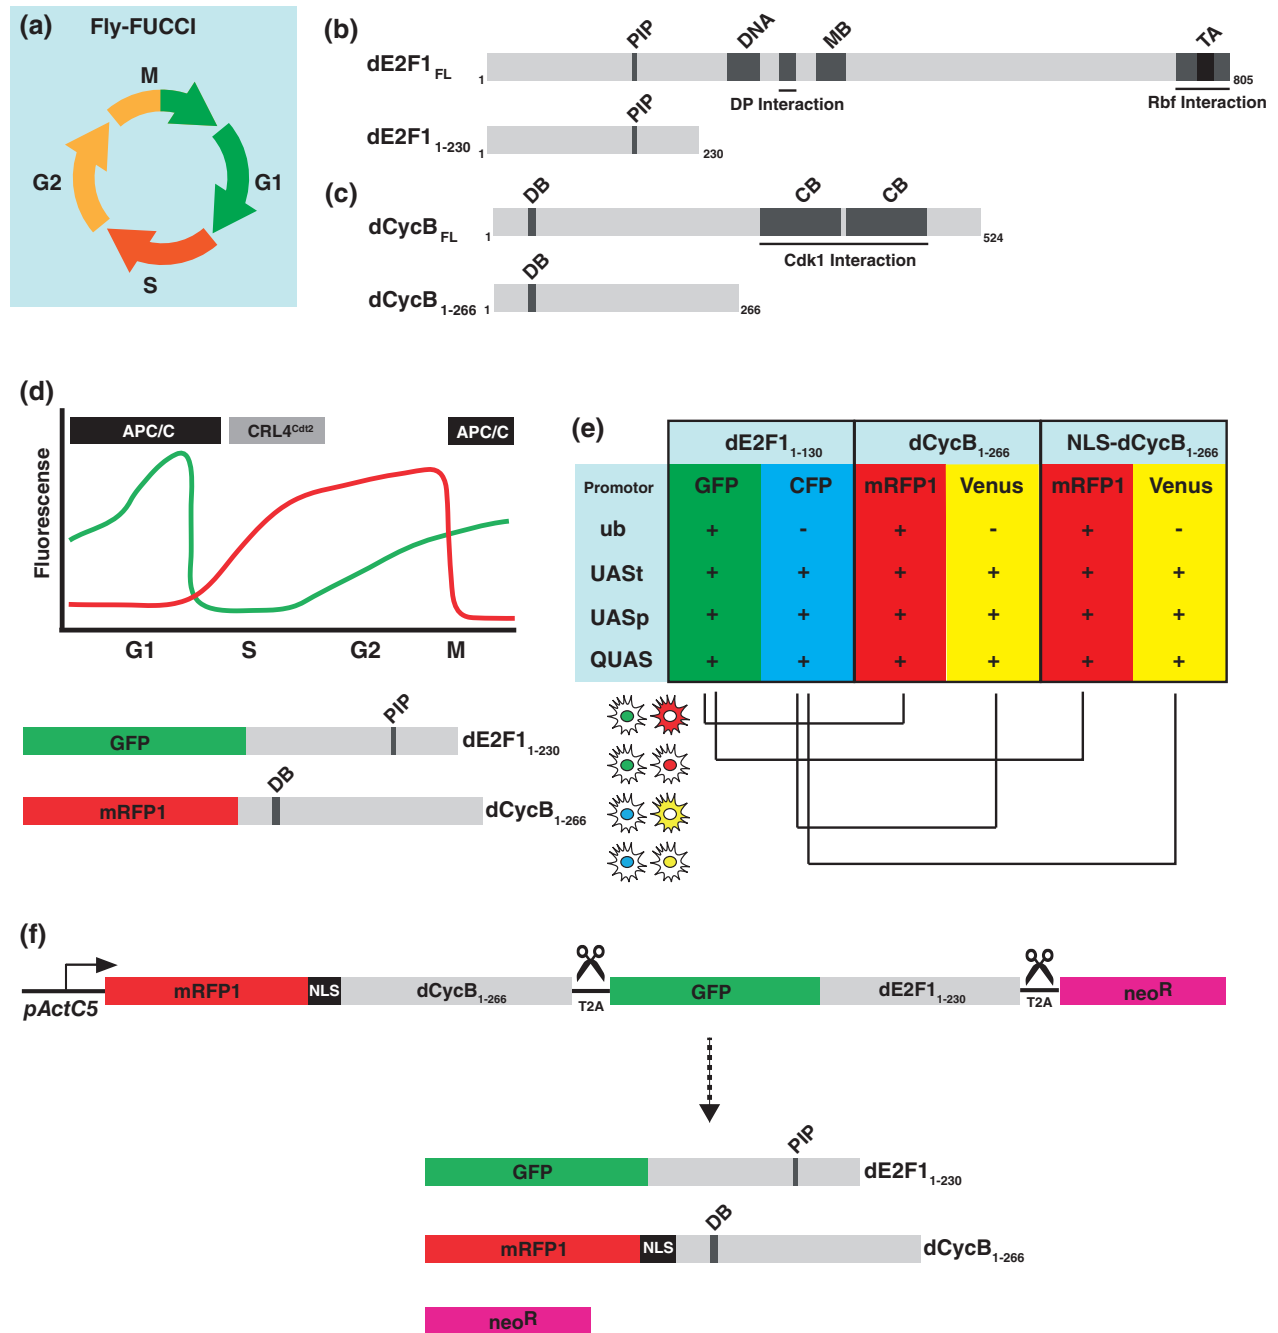 (a) Fly-FUCCI
M
G1
S
G2
(b)
PIP DNA MB TA
dE2F1FL 1 805
DP Interaction
Rbf Interaction
PIP
dE2F11-230 1 230
(c)
DB CB CB
dCycBFL 1 524
Cdk1 Interaction
DB
dCycB1-266 1 266
(d)
APC/C CRL4Cdt2 APC/C
Fluorescense
G1 S G2 M
GFP PIP dE2F11-230
mRFP1 DB dCycB1-266
(e)
dE2F11-130 dCycB1-266 NLS-dCycB1-266
Promotor GFP CFP mRFP1 Venus mRFP1 Venus
ub + - + - + -
UASt + + + + + +
UASp + + + + + +
QUAS + + + + + +
(f)
pActC5 mRFP1 NLS dCycB1-266 T2A GFP dE2F11-230 T2A neoR
PIP
GFP dE2F11-230
DB
mRFP1 NLS dCycB1-266
neoR